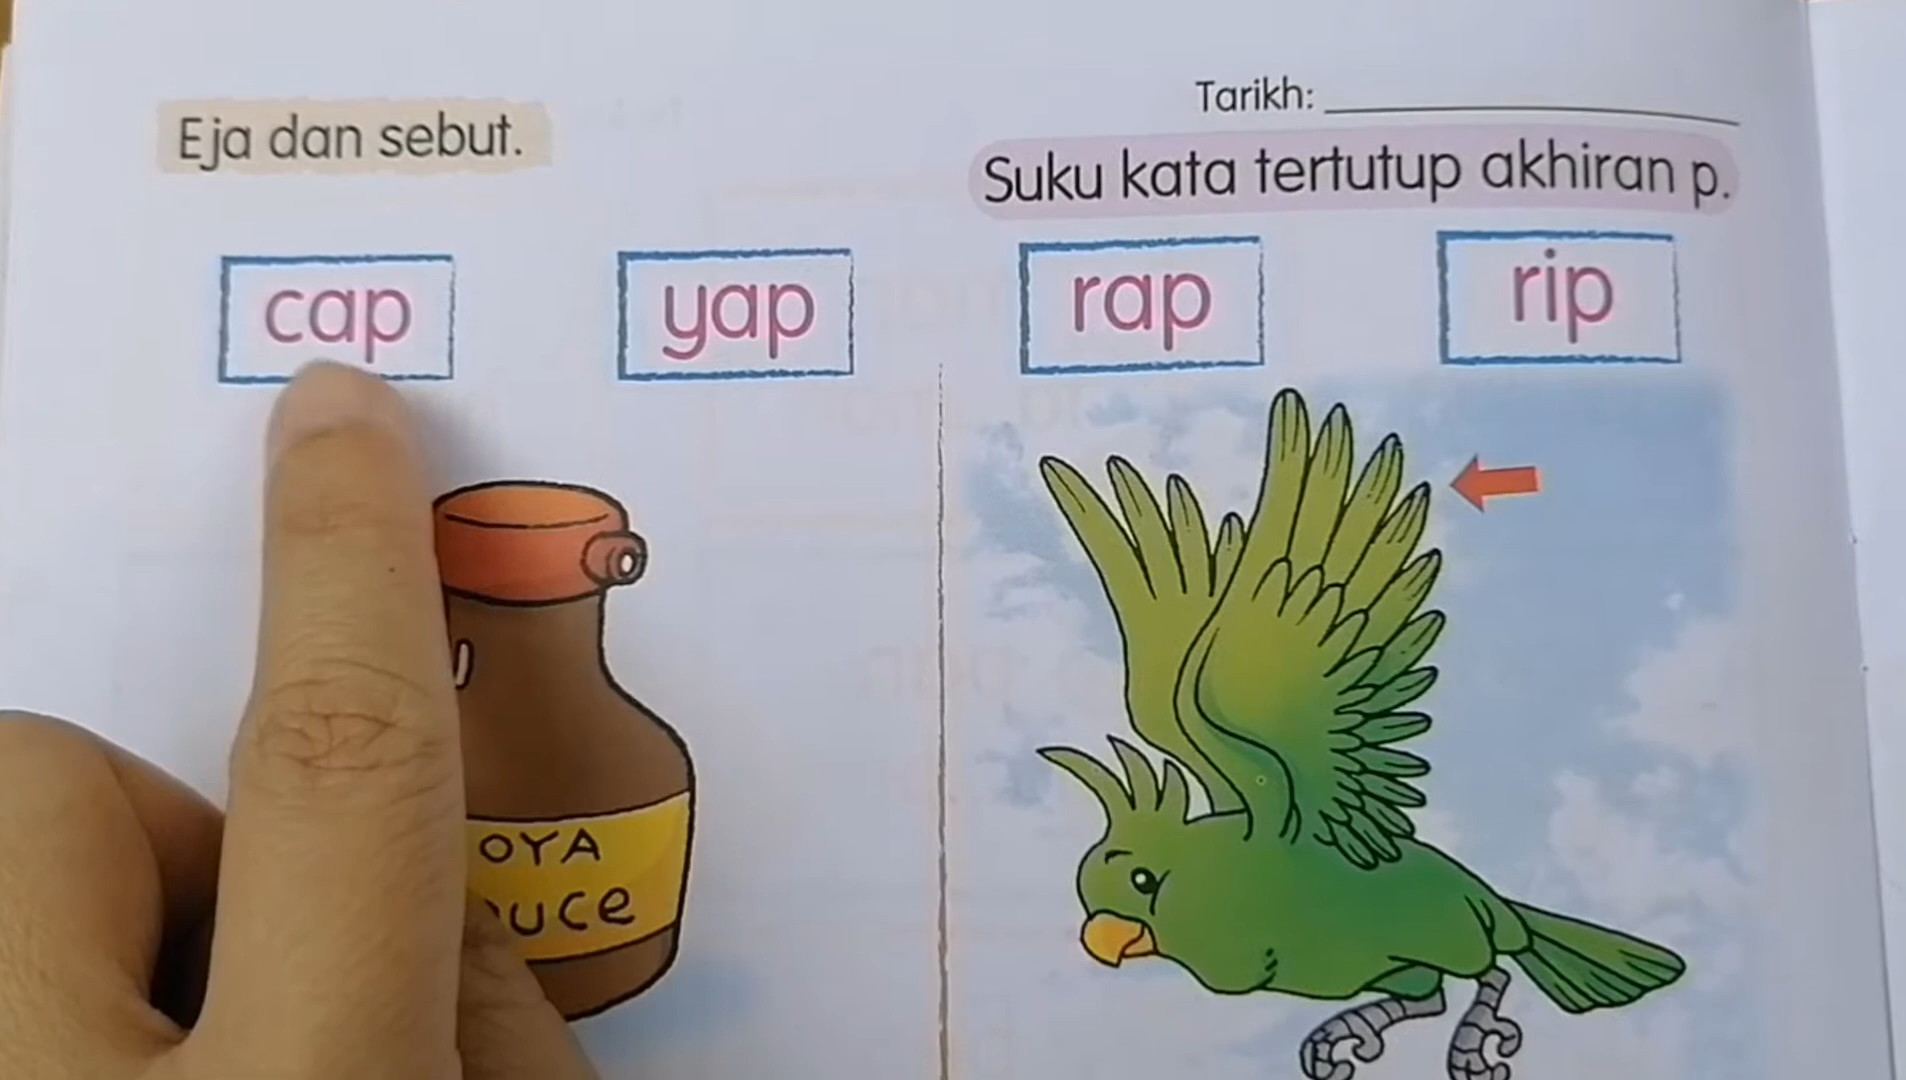 Tarikh:
Eja dan sebut.
Suku kata tertutup akhiran p.
cap yap rap rip
OYA
uce